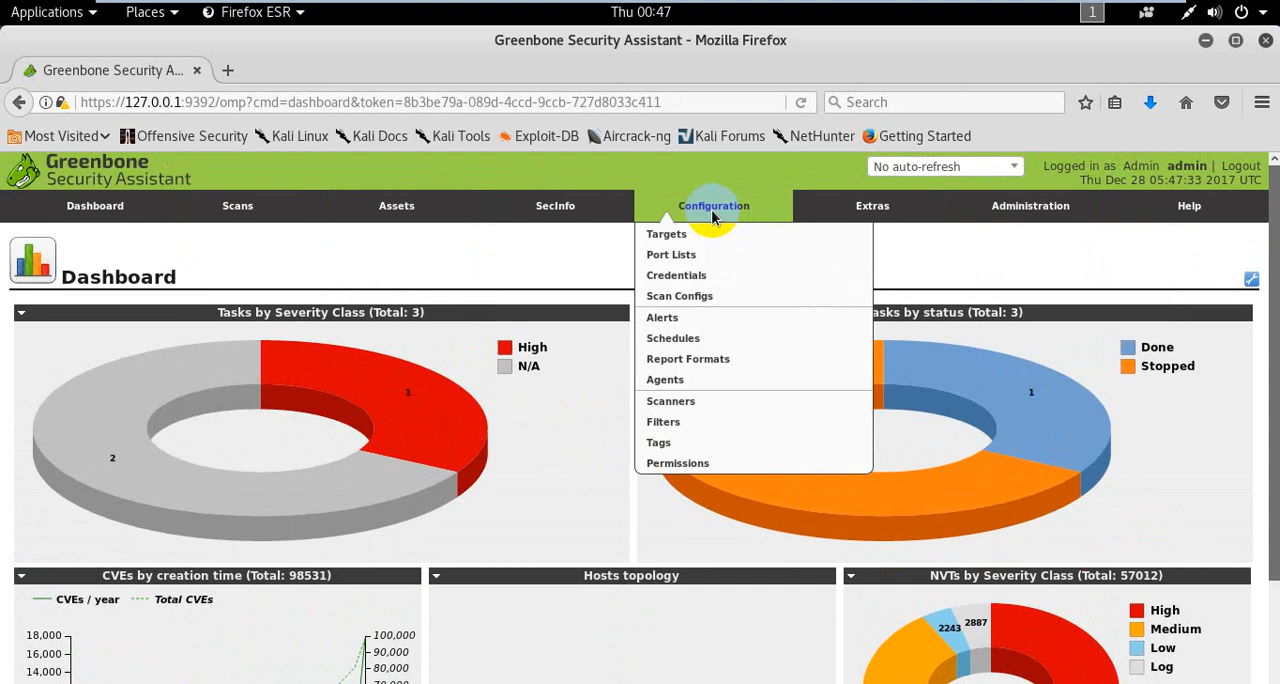 Applications Places Firefox ESR Thu 00:47 1
Greenbone Security Assistant - Mozilla Firefox
Greenbone Security A...
https://127.0.0.1:9392/omp?cmd=dashboard&token=8b3be79a-089d-4ccd-9ccb-727d8033c411 Search
Most Visited Offensive Security Kali Linux Kali Docs Kali Tools Exploit-DB Aircrack-ng Kali Forums NetHunter Getting Started
Greenbone
Security Assistant
No auto-refresh
Logged in as Admin admin | Logout
Thu Dec 28 05:47:33 2017 UTC
Dashboard Scans Assets SecInfo Configuration Extras Administration Help
Targets
Port Lists
Credentials
Scan Configs
Alerts
Schedules
Report Formats
Agents
Scanners
Filters
Tags
Permissions
Dashboard
Tasks by Severity Class (Total: 3)
High
N/A
1
2
asks by status (Total: 3)
Done
Stopped
1
CVEs by creation time (Total: 98531)
CVEs / year Total CVEs
18,000
16,000
14,000
100,000
90,000
80,000
Hosts topology
NVTs by Severity Class (Total: 57012)
2243 2887
High
Medium
Low
Log